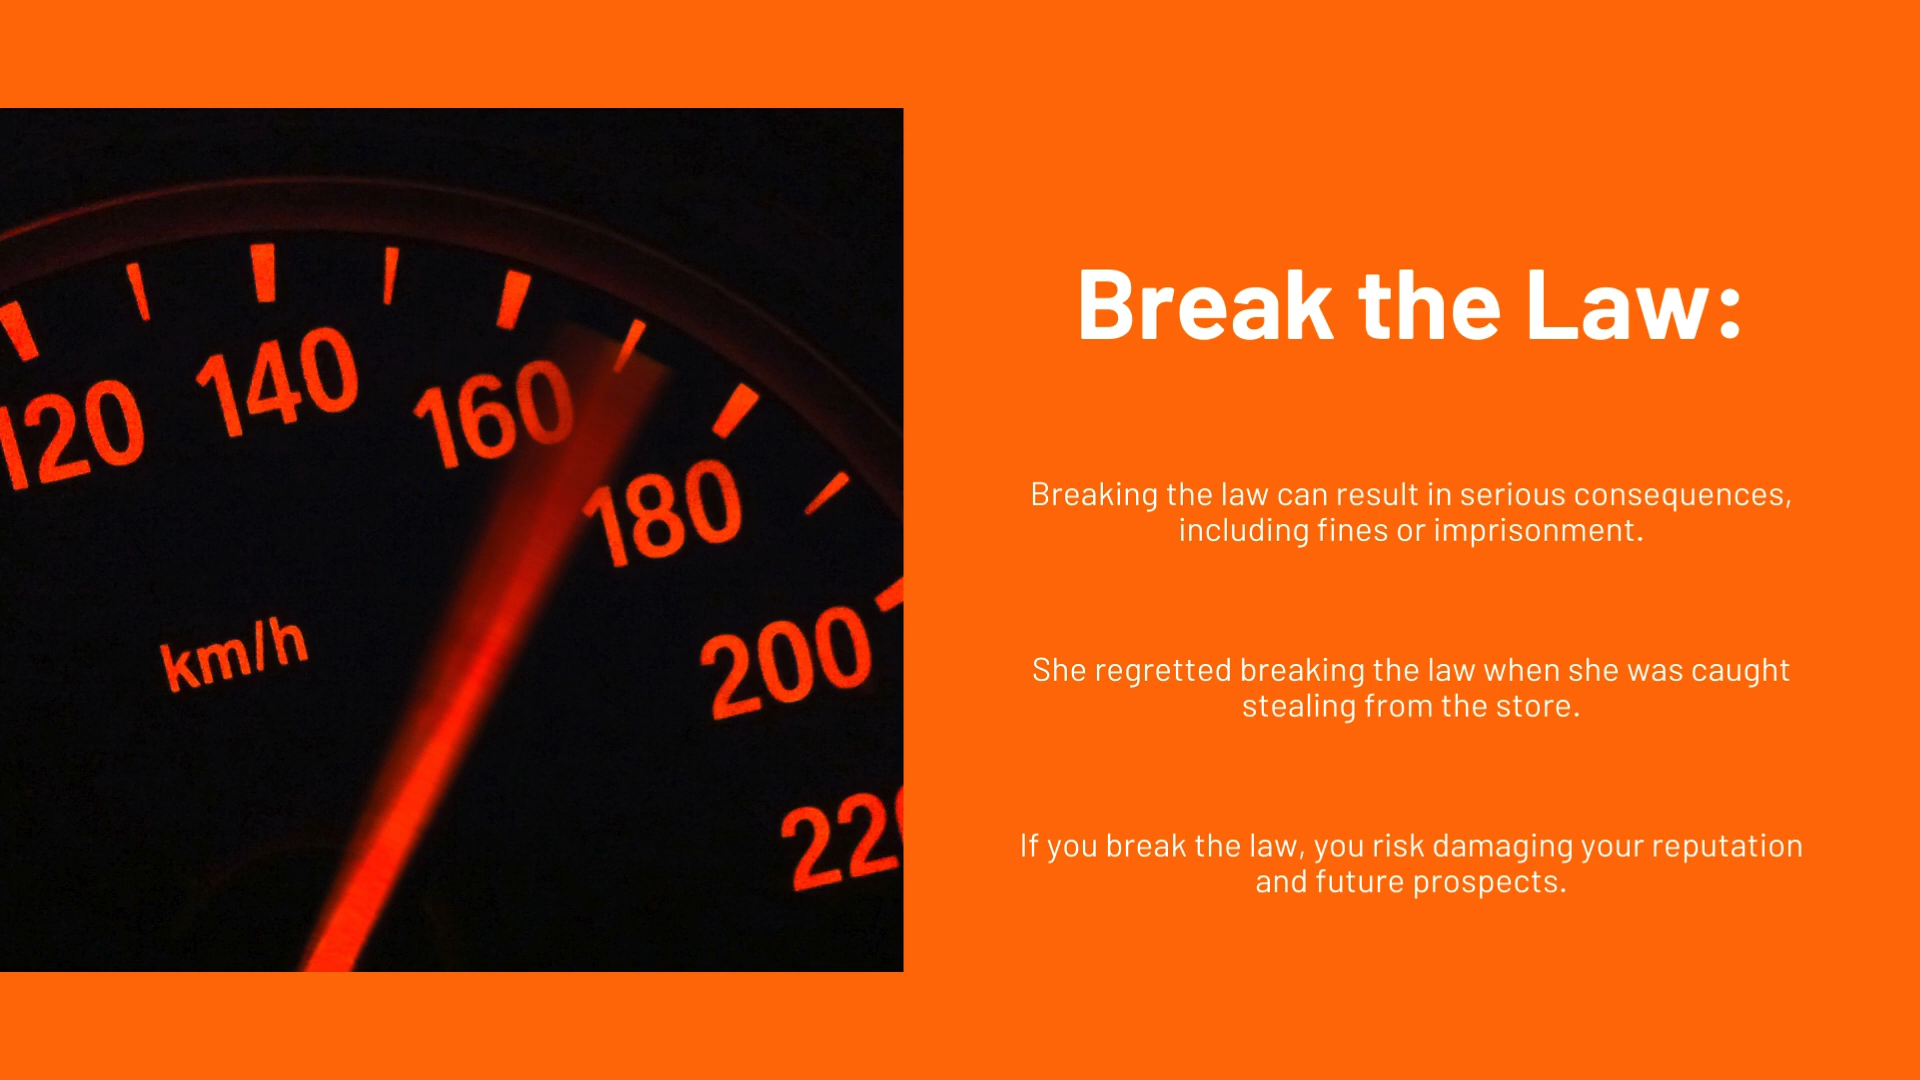 120
140
160
180
200
km/h
Break the Law:
Breaking the law can result in serious consequences,
including fines or imprisonment.
She regretted breaking the law when she was caught
stealing from the store.
If you break the law, you risk damaging your reputation
and future prospects.